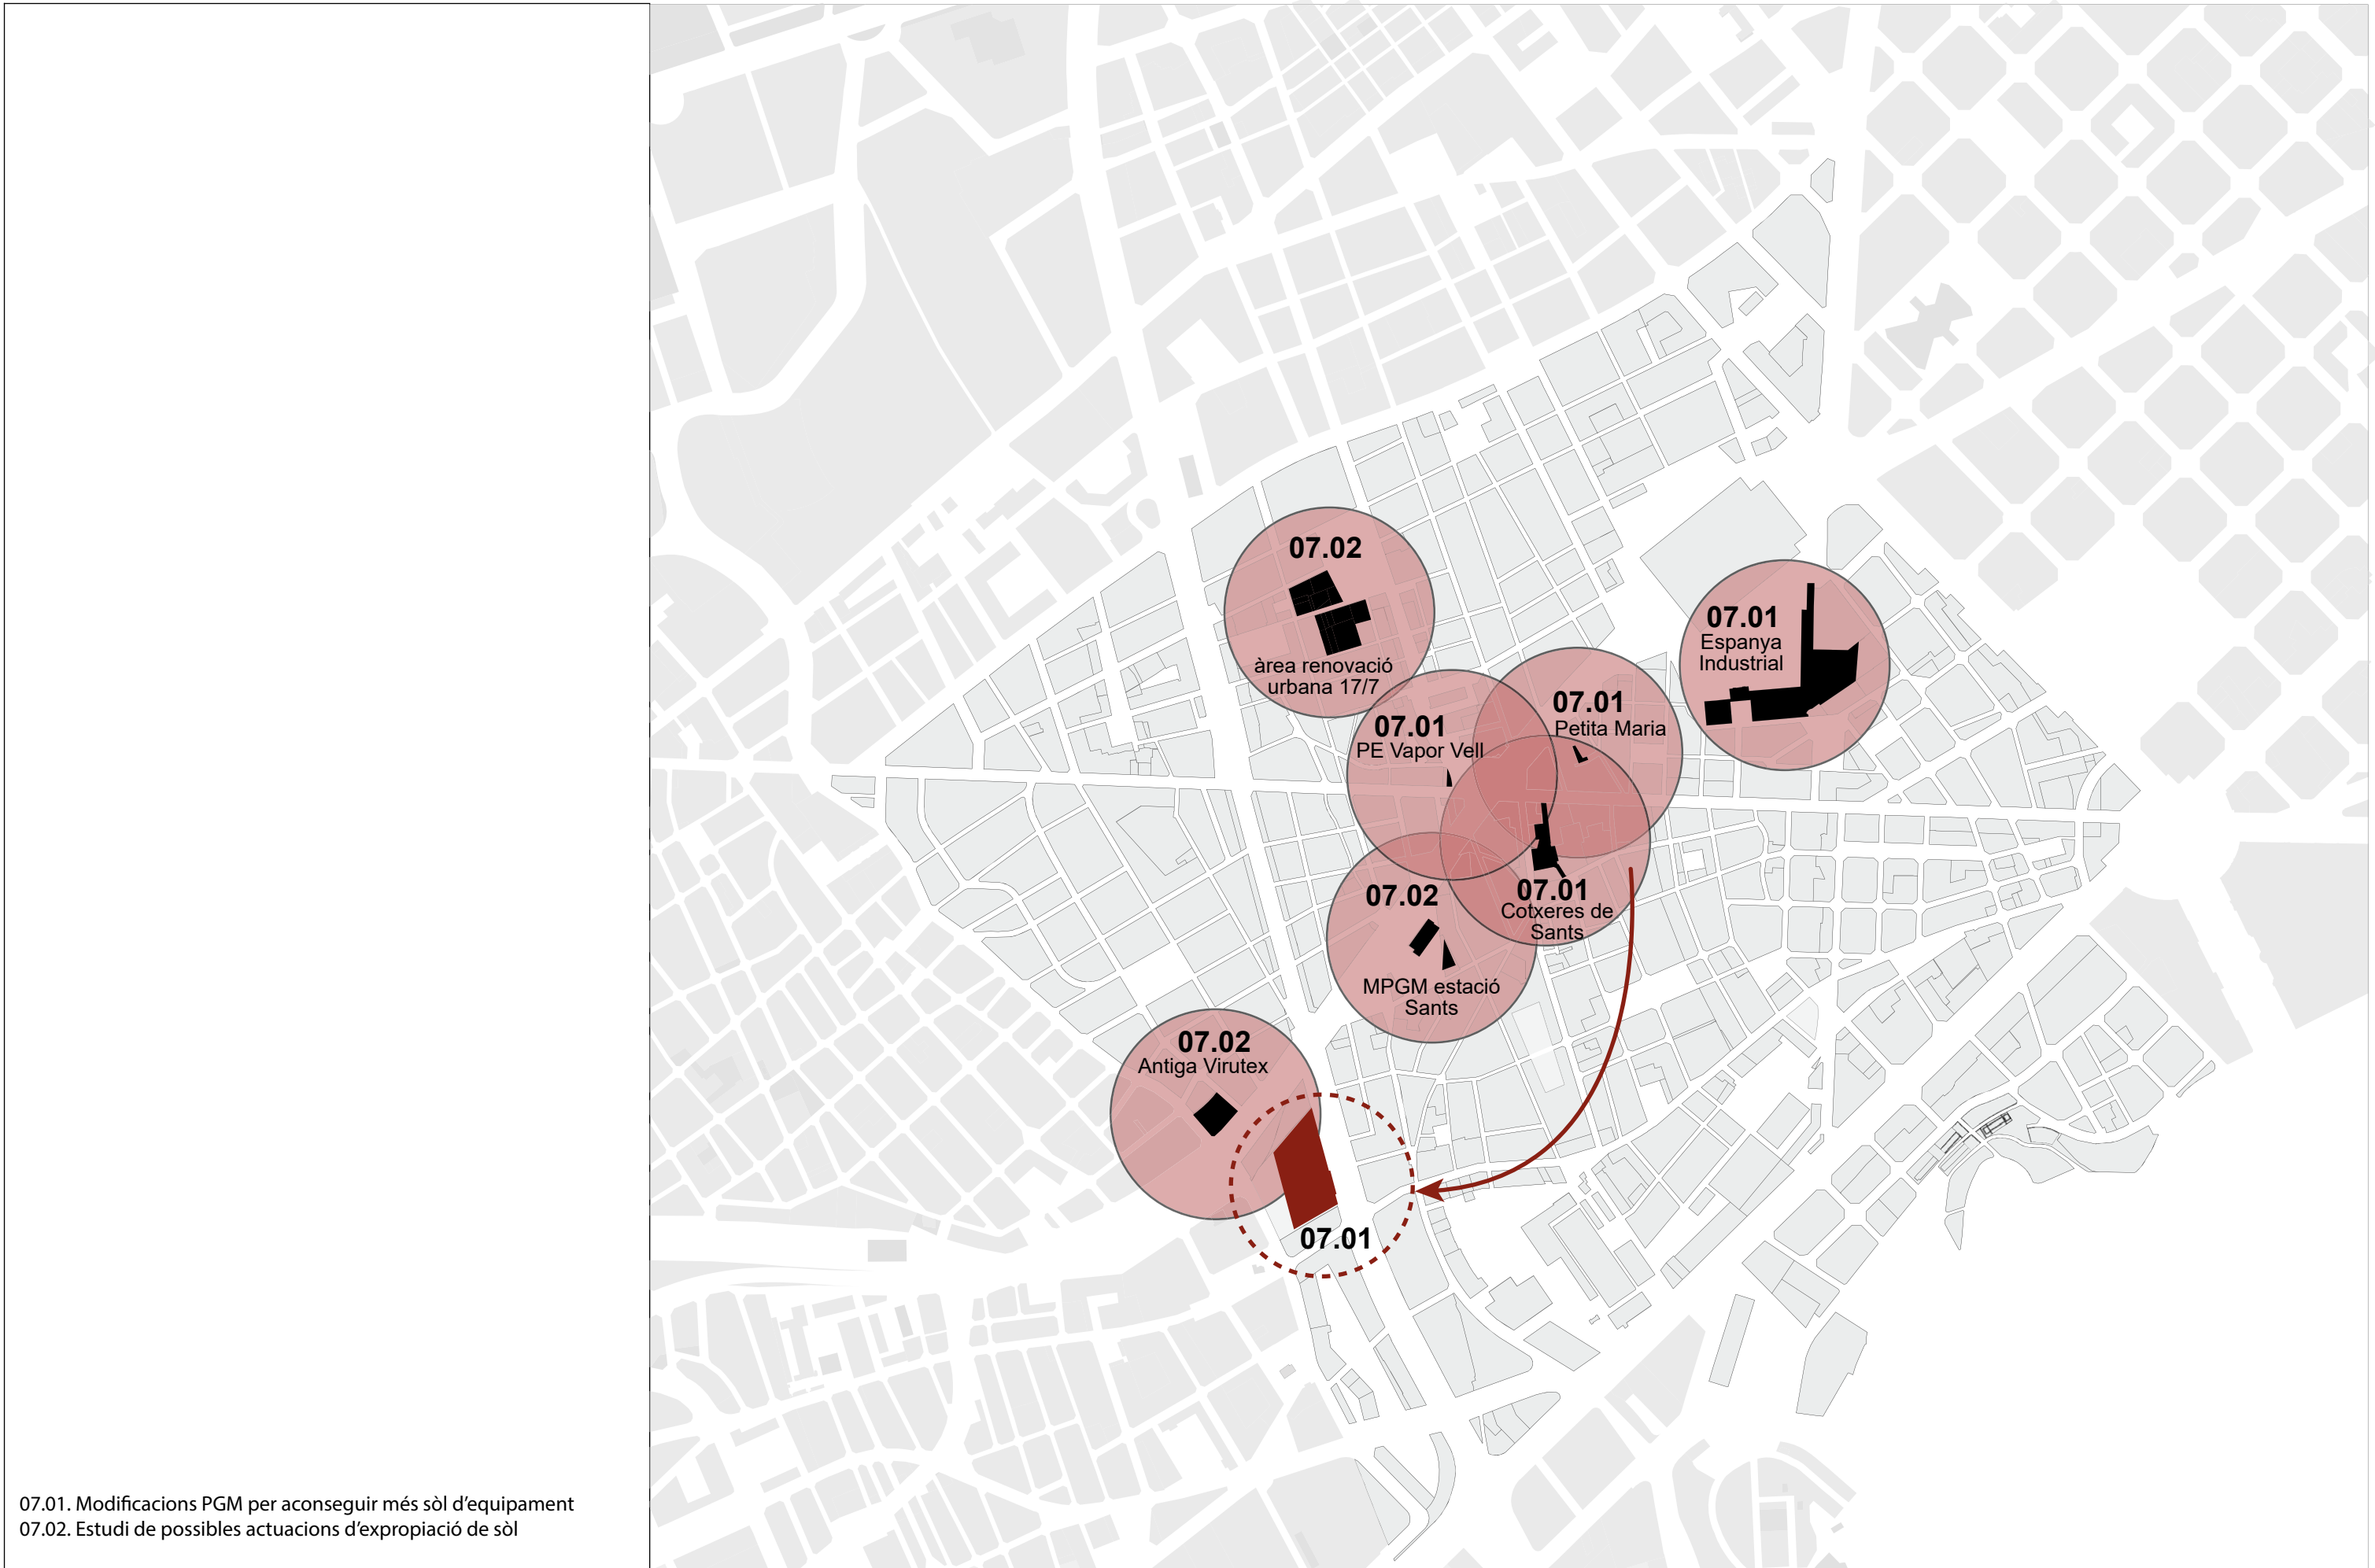 07.02
àrea renovació
urbana 17/7
07.01
Espanya
Industrial
07.01
Petita Maria
07.01
PE Vapor Vell
07.01
Cotxeres de
Sants
07.02
MPGM estació
Sants
07.02
Antiga Virutex
07.01
07.01. Modificacions PGM per aconseguir més sòl d’equipament
07.02. Estudi de possibles actuacions d’expropiació de sòl